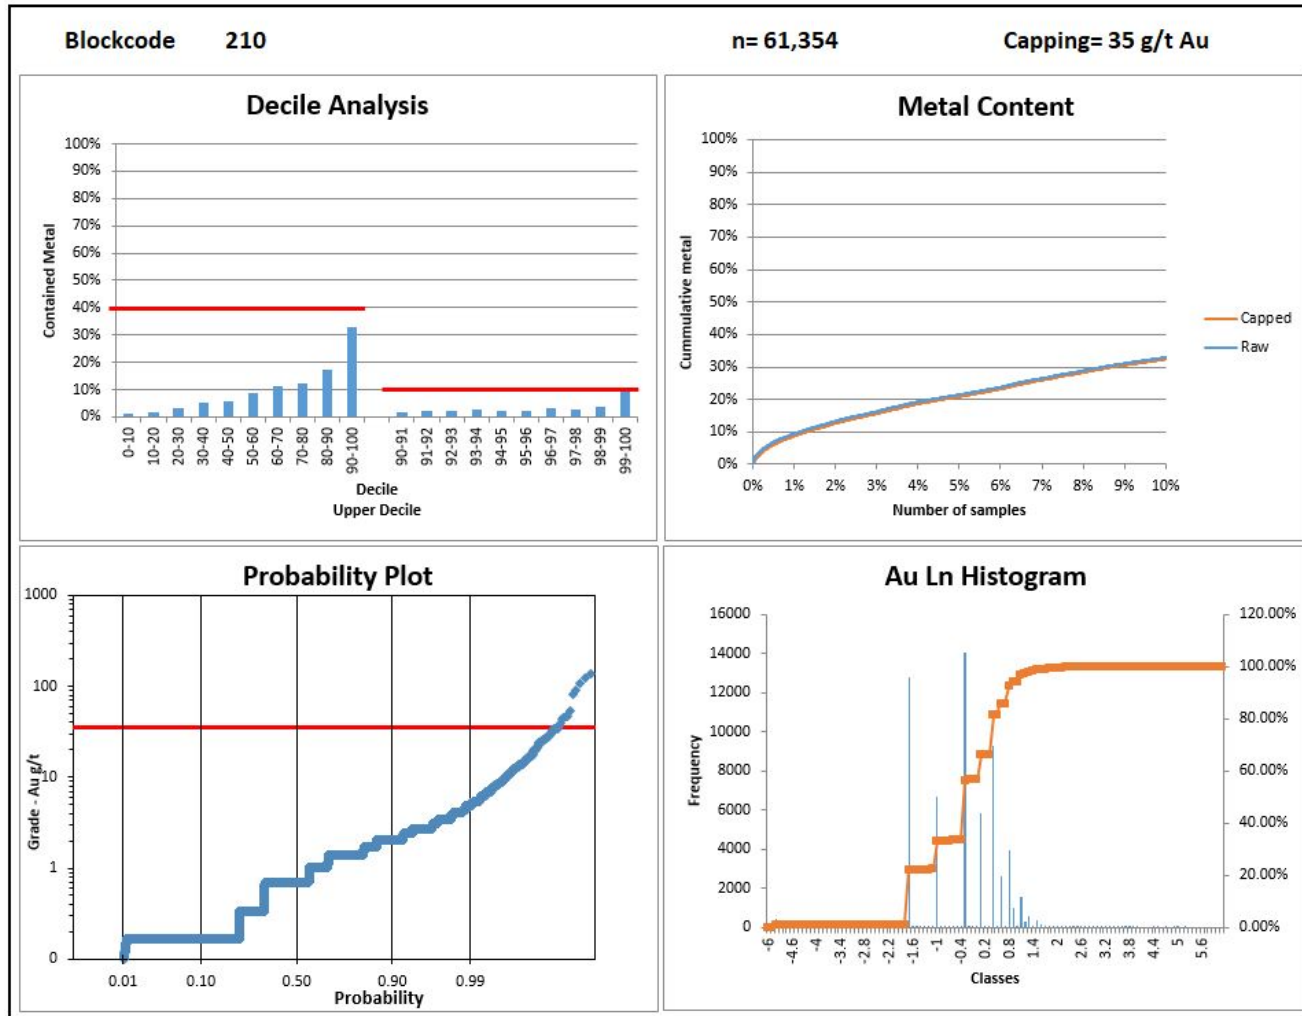 Blockcode 210 n= 61,354 Capping= 35 g/t Au
Decile Analysis
Contained Metal
100%
90%
80%
70%
60%
50%
40%
30%
20%
10%
0%
0-10 10-20 20-30 30-40 40-50 50-60 60-70 70-80 80-90 90-100 90-91 91-92 92-93 93-94 94-95 95-96 96-97 97-98 98-99 99-100
Decile
Upper Decile
Metal Content
Cummulative metal
100%
90%
80%
70%
60%
50%
40%
30%
20%
10%
0%
0% 1% 2% 3% 4% 5% 6% 7% 8% 9% 10%
Number of samples
Capped
Raw
Probability Plot
Grade - Au g/t
1000
100
10
1
0
0.01 0.10 0.50 0.90 0.99
Probability
Au Ln Histogram
Frequency
16000
14000
12000
10000
8000
6000
4000
2000
0
120.00%
100.00%
80.00%
60.00%
40.00%
20.00%
0.00%
-6 -4.6 -4 -3.4 -2.8 -2.2 -1.6 -1 -0.4 0.2 0.8 1.4 2 2.6 3.2 3.8 4.4 5 5.6
Classes